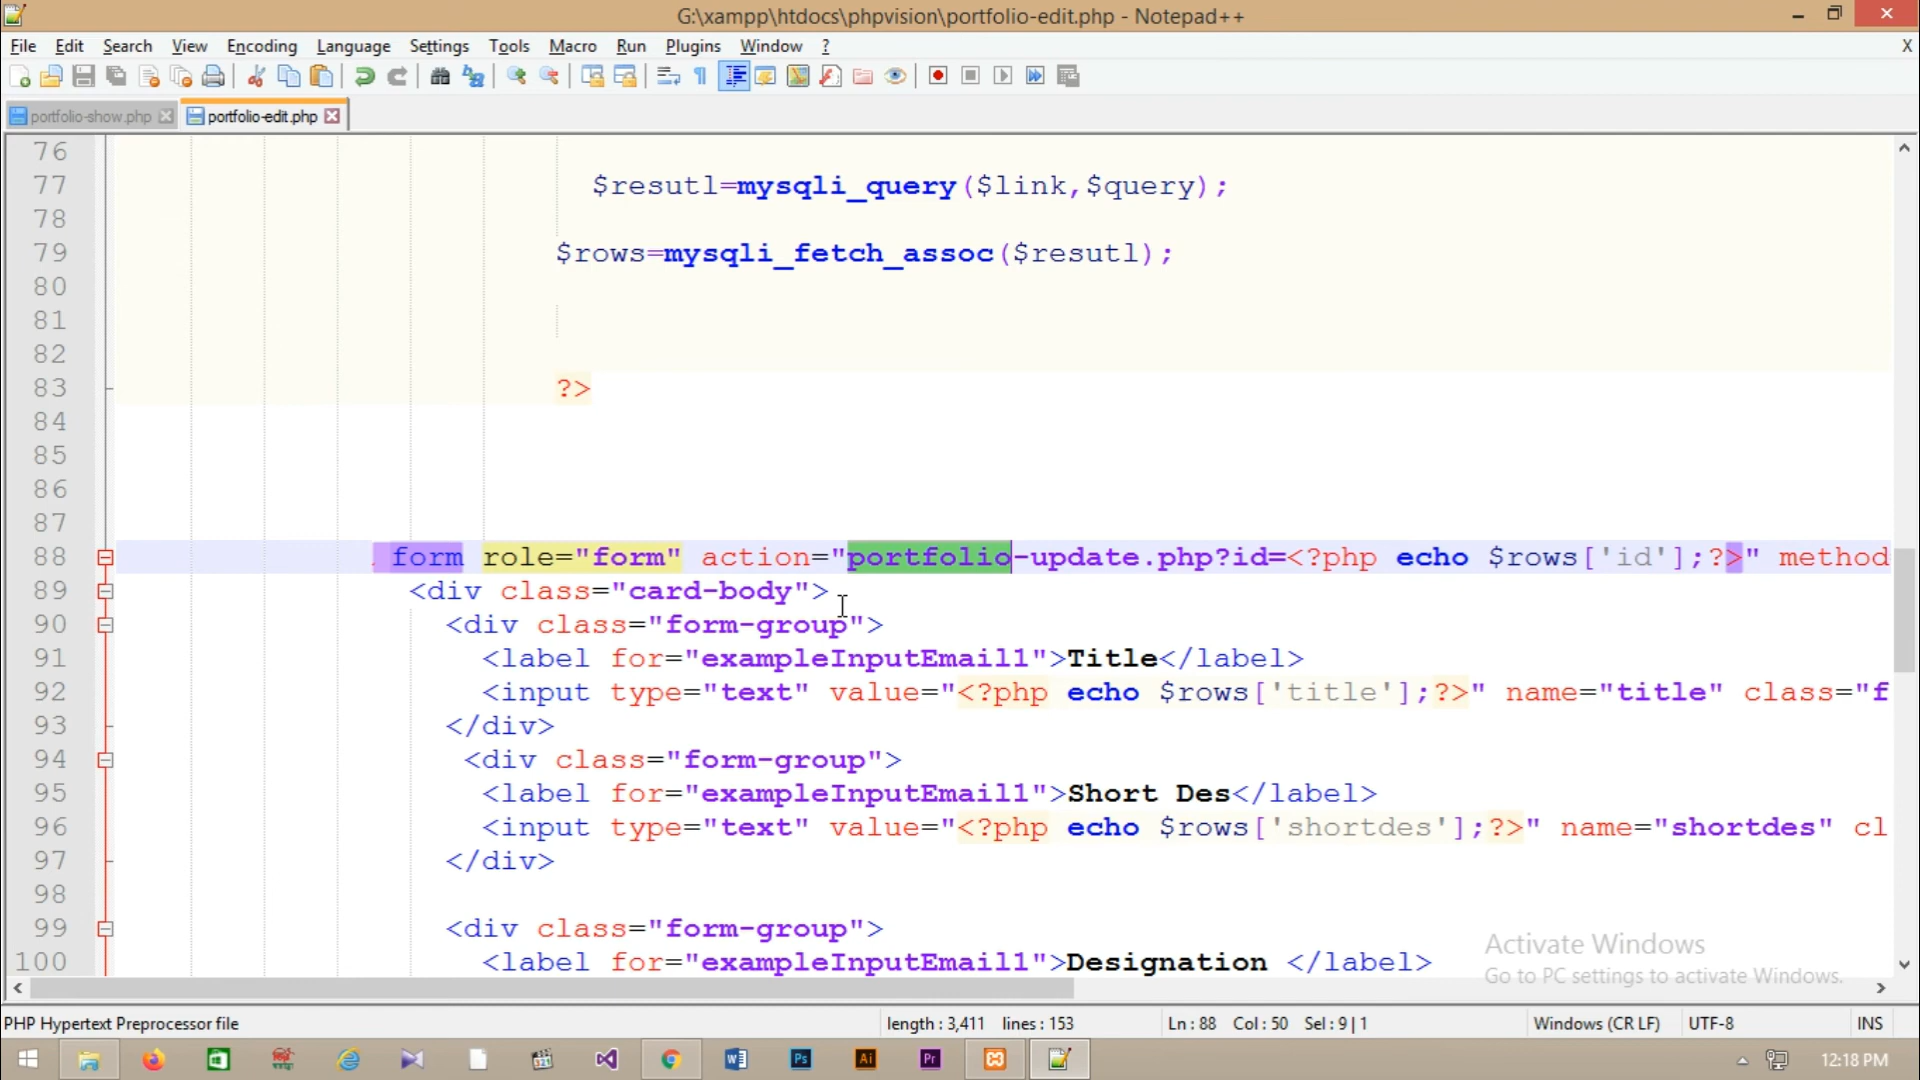 G:\xampp\htdocs\phpvision\portfolio-edit.php - Notepad++
File Edit Search View Encoding Language Settings Tools Macro Run Plugins Window ? X
portfolio-show.php portfolio-edit.php
76
77 $resutl=mysqli_query($link,$query);
78
79 $rows=mysqli_fetch_assoc($resutl);
80
81
82
83 ?>
84
85
86
87
88 form role="form" action="portfolio-update.php?id=<?php echo $rows['id'];?>" method
89 <div class="card-body">
90 <div class="form-group">
91 <label for="exampleInputEmail1">Title</label>
92 <input type="text" value="<?php echo $rows['title'];?>" name="title" class="f
93 </div>
94 <div class="form-group">
95 <label for="exampleInputEmail1">Short Des</label>
96 <input type="text" value="<?php echo $rows['shortdes'];?>" name="shortdes" cl
97 </div>
98
99 <div class="form-group">
100 <label for="exampleInputEmail1">Designation </label>
Activate Windows
Go to PC settings to activate Windows.
PHP Hypertext Preprocessor file length : 3,411 lines : 153 Ln : 88 Col : 50 Sel : 9 | 1 Windows (CR LF) UTF-8 INS
Ps Ai Pr 12:18 PM